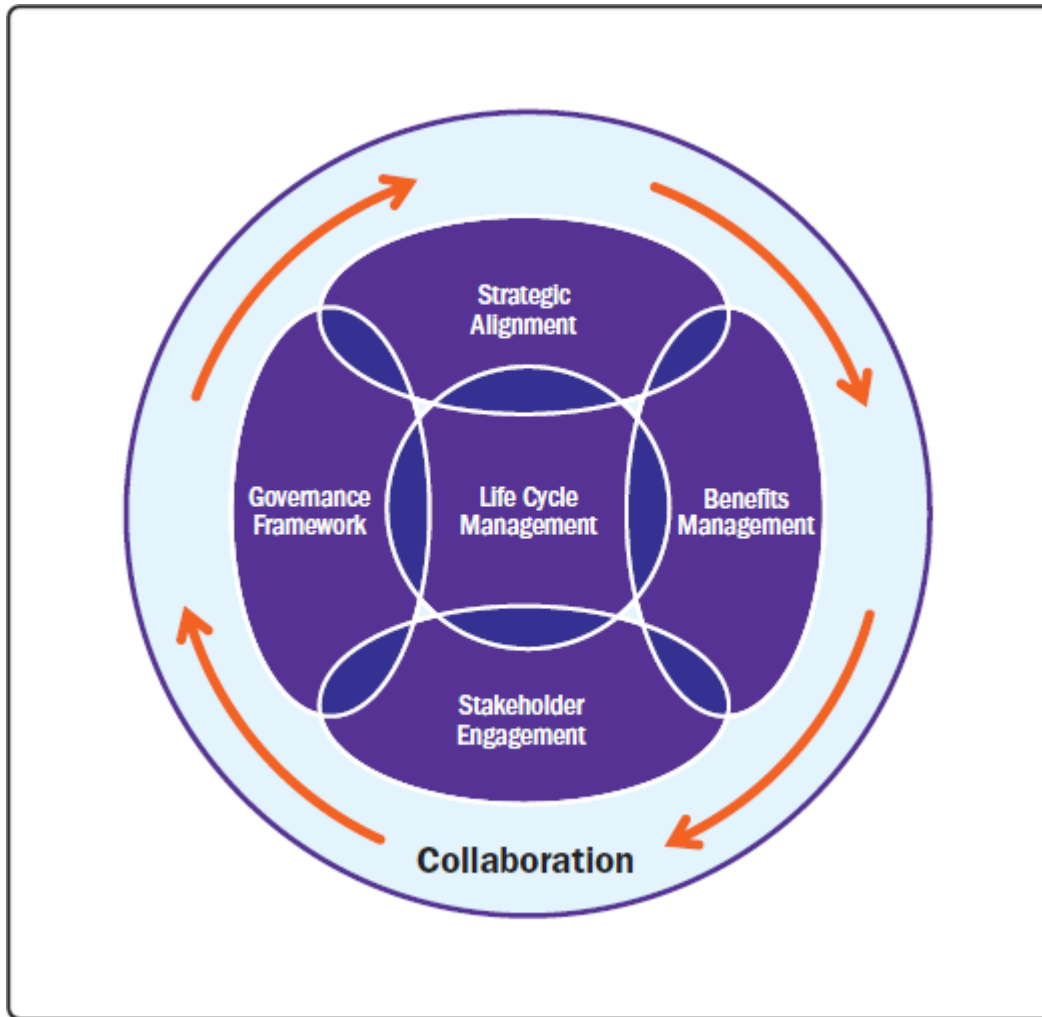 Strategic
Alignment
Governance
Framework
Life Cycle
Management
Benefits
Management
Stakeholder
Engagement
Collaboration